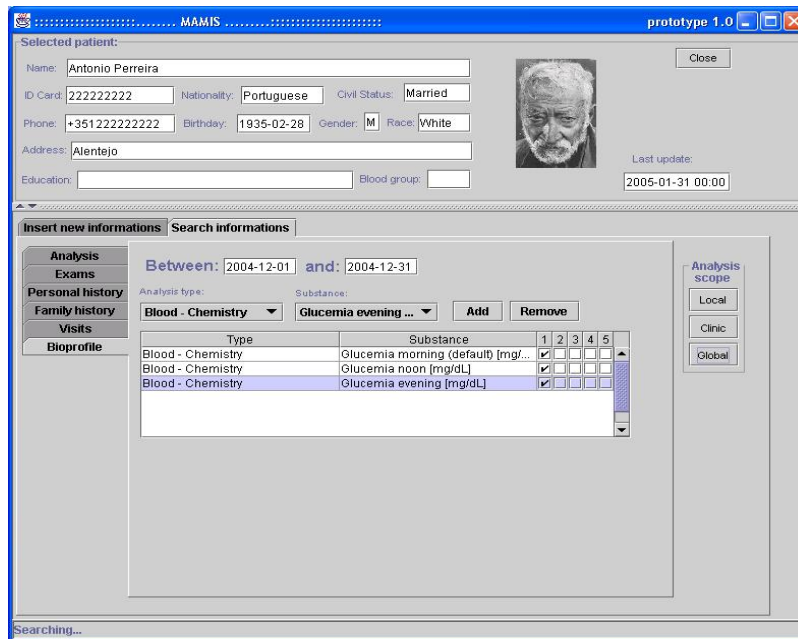 :::::::::::::::::::........ MAMIS .........:::::::::::::::::::::: prototype 1.0
Selected patient:
Name: Antonio Perreira
Close
ID Card: 222222222 Nationality: Portuguese Civil Status: Married
Phone: +351222222222 Birthday: 1935-02-28 Gender: M Race: White
Address: Alentejo
Last update:
Education: Blood group:
2005-01-31 00:00
Insert new informations Search informations
Analysis
Exams
Personal history
Family history
Visits
Bioprofile
Between: 2004-12-01 and: 2004-12-31
Analysis type: Substance:
Blood - Chemistry Glucemia evening ... Add Remove
Type Substance 1 2 3 4 5
Blood - Chemistry Glucemia morning (default) [mg/...
Blood - Chemistry Glucemia noon [mg/dL]
Blood - Chemistry Glucemia evening [mg/dL]
Analysis
scope
Local
Clinic
Global
Searching...